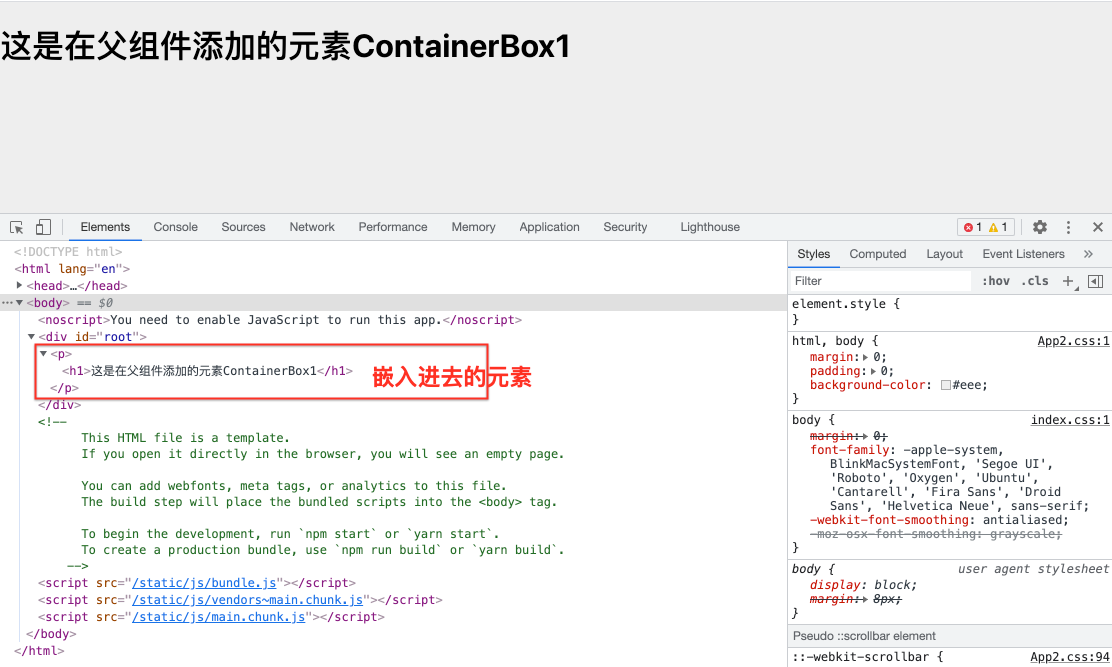 这是在父组件添加的元素ContainerBox1
Elements Console Sources Network Performance Memory Application Security Lighthouse 1 1
<!DOCTYPE html>
<html lang="en">
<head>…</head>
<body> == $0
<noscript>You need to enable JavaScript to run this app.</noscript>
<div id="root">
<p>
<h1>这是在父组件添加的元素ContainerBox1</h1>
嵌入进去的元素
</p>
</div>
<!--
This HTML file is a template.
If you open it directly in the browser, you will see an empty page.
You can add webfonts, meta tags, or analytics to this file.
The build step will place the bundled scripts into the <body> tag.
To begin the development, run `npm start` or `yarn start`.
To create a production bundle, use `npm run build` or `yarn build`.
-->
<script src="/static/js/bundle.js"></script>
<script src="/static/js/vendors~main.chunk.js"></script>
<script src="/static/js/main.chunk.js"></script>
</body>
</html>
Styles Computed Layout Event Listeners »
Filter :hov .cls +
element.style {
}
html, body { App2.css:1
margin: 0;
padding: 0;
background-color: #eee;
}
body { index.css:1
margin: 0;
font-family: -apple-system,
BlinkMacSystemFont, 'Segoe UI',
'Roboto', 'Oxygen', 'Ubuntu',
'Cantarell', 'Fira Sans', 'Droid
Sans', 'Helvetica Neue', sans-serif;
-webkit-font-smoothing: antialiased;
-moz-osx-font-smoothing: grayscale;
}
body { user agent stylesheet
display: block;
margin: 8px;
}
Pseudo ::scrollbar element
::-webkit-scrollbar { App2.css:94